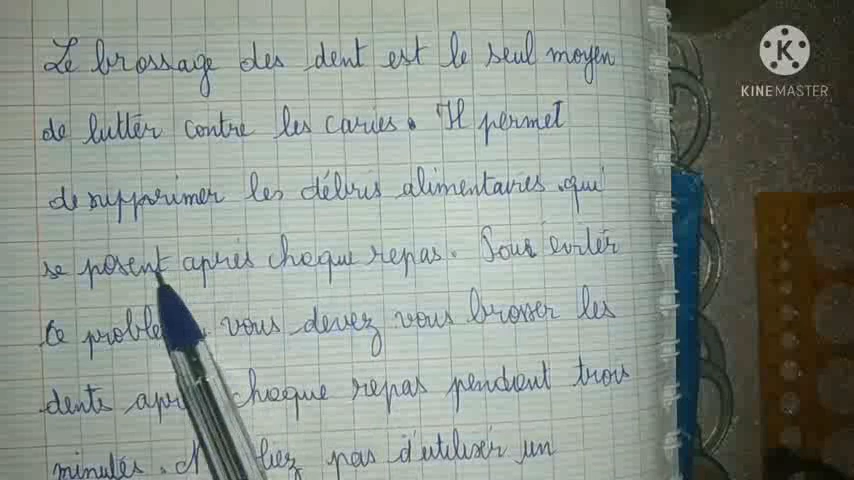 Le brossage des dent est le seul moyen
de lutter contre les caries. Il permet
de supprimer les débris alimentaires qui
se posent après chaque repas. Pour éviter
ce vous devez vous brosser les
dents chaque repas pendant trois
minutes. pas d'utiliser un
KINEMASTER